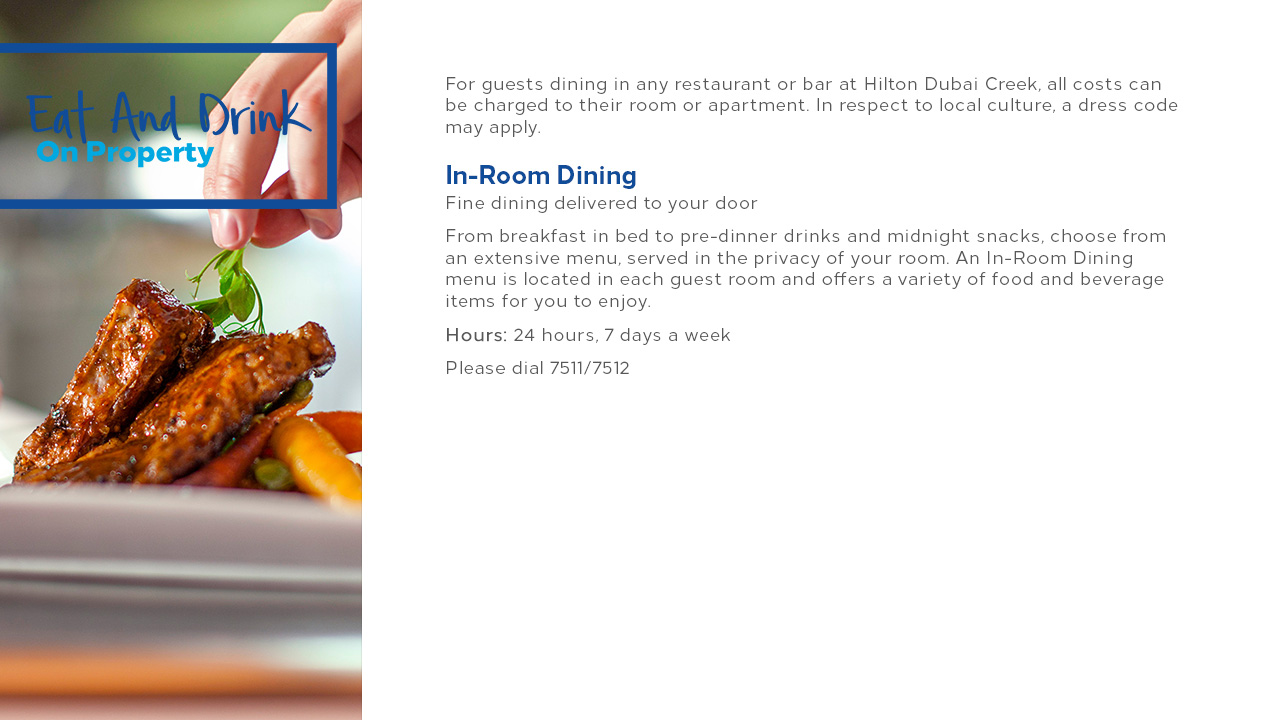 Eat And Drink
On Property
For guests dining in any restaurant or bar at Hilton Dubai Creek, all costs can
be charged to their room or apartment. In respect to local culture, a dress code
may apply.
In-Room Dining
Fine dining delivered to your door
From breakfast in bed to pre-dinner drinks and midnight snacks, choose from
an extensive menu, served in the privacy of your room. An In-Room Dining
menu is located in each guest room and offers a variety of food and beverage
items for you to enjoy.
Hours: 24 hours, 7 days a week
Please dial 7511/7512